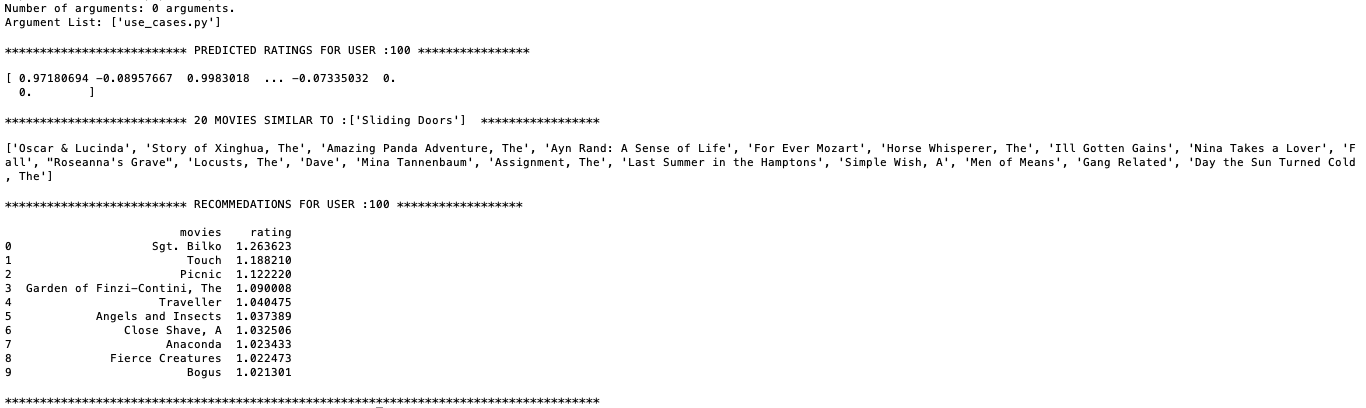 Number of arguments: 0 arguments.
Argument List: ['use_cases.py']
************************** PREDICTED RATINGS FOR USER :100 ****************
[ 0.97180694 -0.08957667  0.9983018  ... -0.07335032  0.
  0.        ]
************************** 20 MOVIES SIMILAR TO :['Sliding Doors']  *****************
['Oscar & Lucinda', 'Story of Xinghua, The', 'Amazing Panda Adventure, The', 'Ayn Rand: A Sense of Life', 'For Ever Mozart', 'Horse Whisperer, The', 'Ill Gotten Gains', 'Nina Takes a Lover', 'F
all', "Roseanna's Grave", 'Locusts, The', 'Dave', 'Mina Tannenbaum', 'Assignment, The', 'Last Summer in the Hamptons', 'Simple Wish, A', 'Men of Means', 'Gang Related', 'Day the Sun Turned Cold
, The']
************************** RECOMMEDATIONS FOR USER :100 ******************
                         movies    rating
0                    Sgt. Bilko  1.263623
1                         Touch  1.188210
2                        Picnic  1.122220
3  Garden of Finzi-Contini, The  1.090008
4                     Traveller  1.040475
5            Angels and Insects  1.037389
6                Close Shave, A  1.032506
7                      Anaconda  1.023433
8              Fierce Creatures  1.022473
9                         Bogus  1.021301
*************************************************************************************